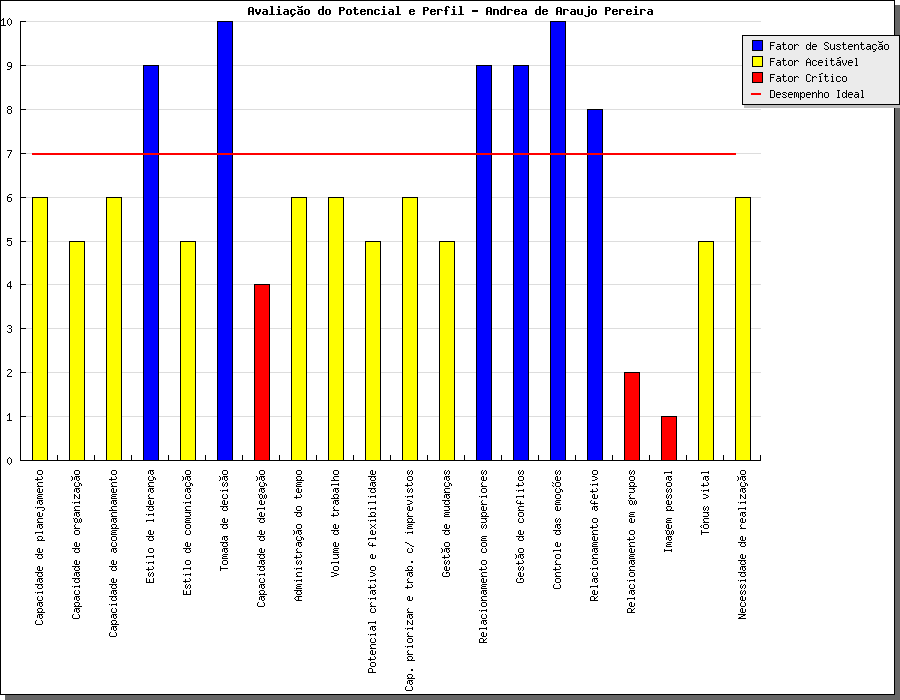 Avaliação do Potencial e Perfil - Andrea de Araujo Pereira
Fator de Sustentação
Fator Aceitável
Fator Crítico
Desempenho Ideal
10
9
8
7
6
5
4
3
2
1
0
Capacidade de planejamento
Capacidade de organização
Capacidade de acompanhamento
Estilo de liderança
Estilo de comunicação
Tomada de decisão
Capacidade de delegação
Administração do tempo
Volume de trabalho
Potencial criativo e flexibilidade
Cap. priorizar e trab. c/ imprevistos
Gestão de mudanças
Relacionamento com superiores
Gestão de conflitos
Controle das emoções
Relacionamento afetivo
Relacionamento em grupos
Imagem pessoal
Tônus vital
Necessidade de realização